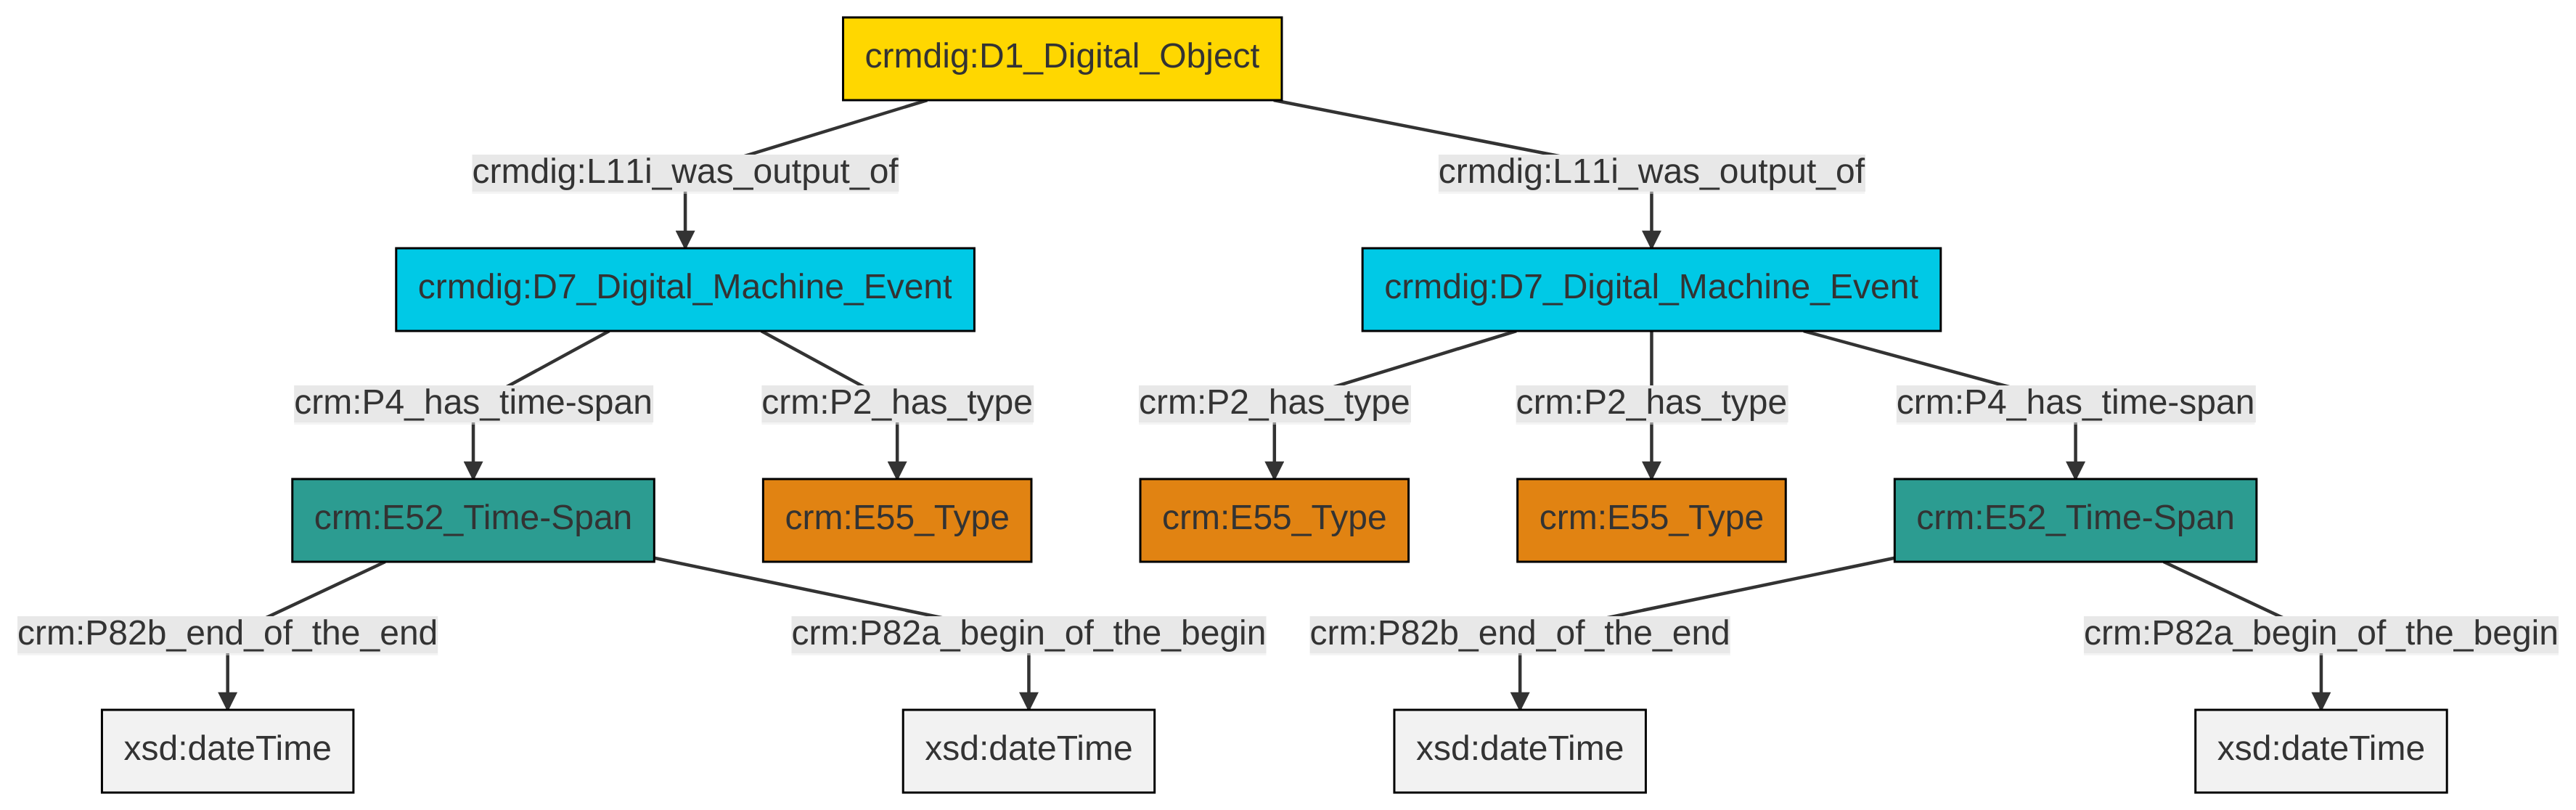 crmdig:D1_Digital_Object
crmdig:L11i_was_output_of
crmdig:L11i_was_output_of
crmdig:D7_Digital_Machine_Event
crmdig:D7_Digital_Machine_Event
crm:P4_has_time-span
crm:P2_has_type
crm:P2_has_type
crm:P2_has_type
crm:P4_has_time-span
crm:E52_Time-Span
crm:E55_Type
crm:E55_Type
crm:E55_Type
crm:E52_Time-Span
crm:P82b_end_of_the_end
crm:P82a_begin_of_the_begin
crm:P82b_end_of_the_end
crm:P82a_begin_of_the_begin
xsd:dateTime
xsd:dateTime
xsd:dateTime
xsd:dateTime